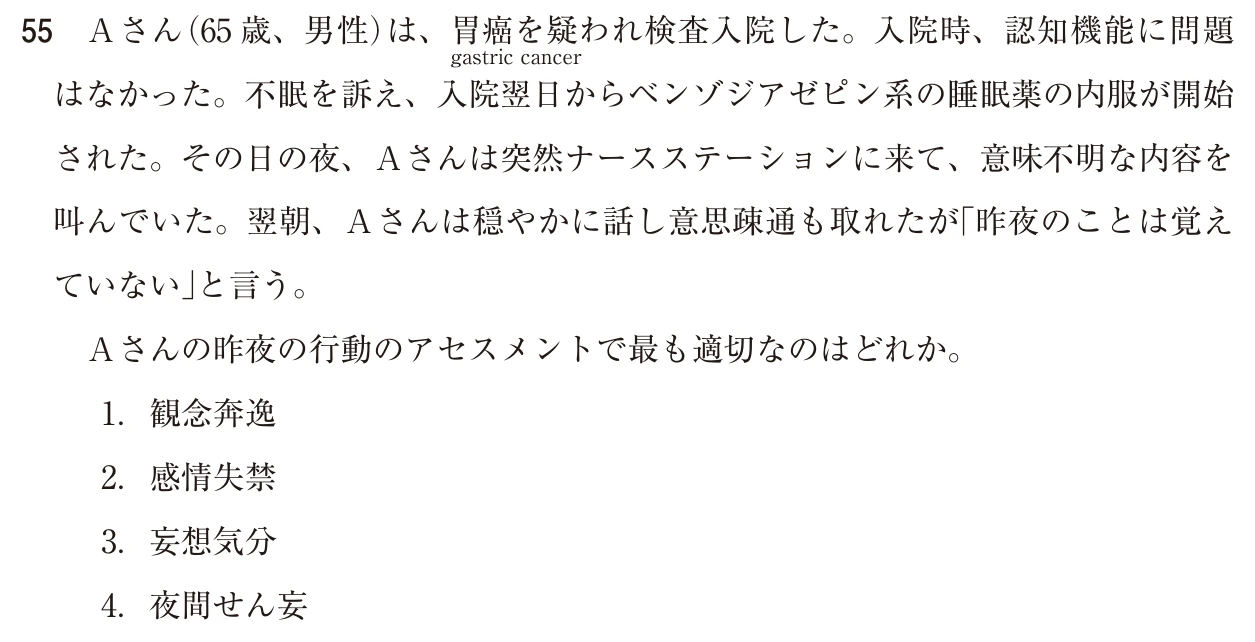 55 Aさん(65歳、男性)は、胃癌を疑われ検査入院した。入院時、認知機能に問題
gastric cancer
はなかった。不眠を訴え、入院翌日からベンゾジアゼピン系の睡眠薬の内服が開始
された。その日の夜、Aさんは突然ナースステーションに来て、意味不明な内容を
叫んでいた。翌朝、Aさんは穏やかに話し意思疎通も取れたが「昨夜のことは覚え
ていない」と言う。
Aさんの昨夜の行動のアセスメントで最も適切なのはどれか。
1. 観念奔逸
2. 感情失禁
3. 妄想気分
4. 夜間せん妄